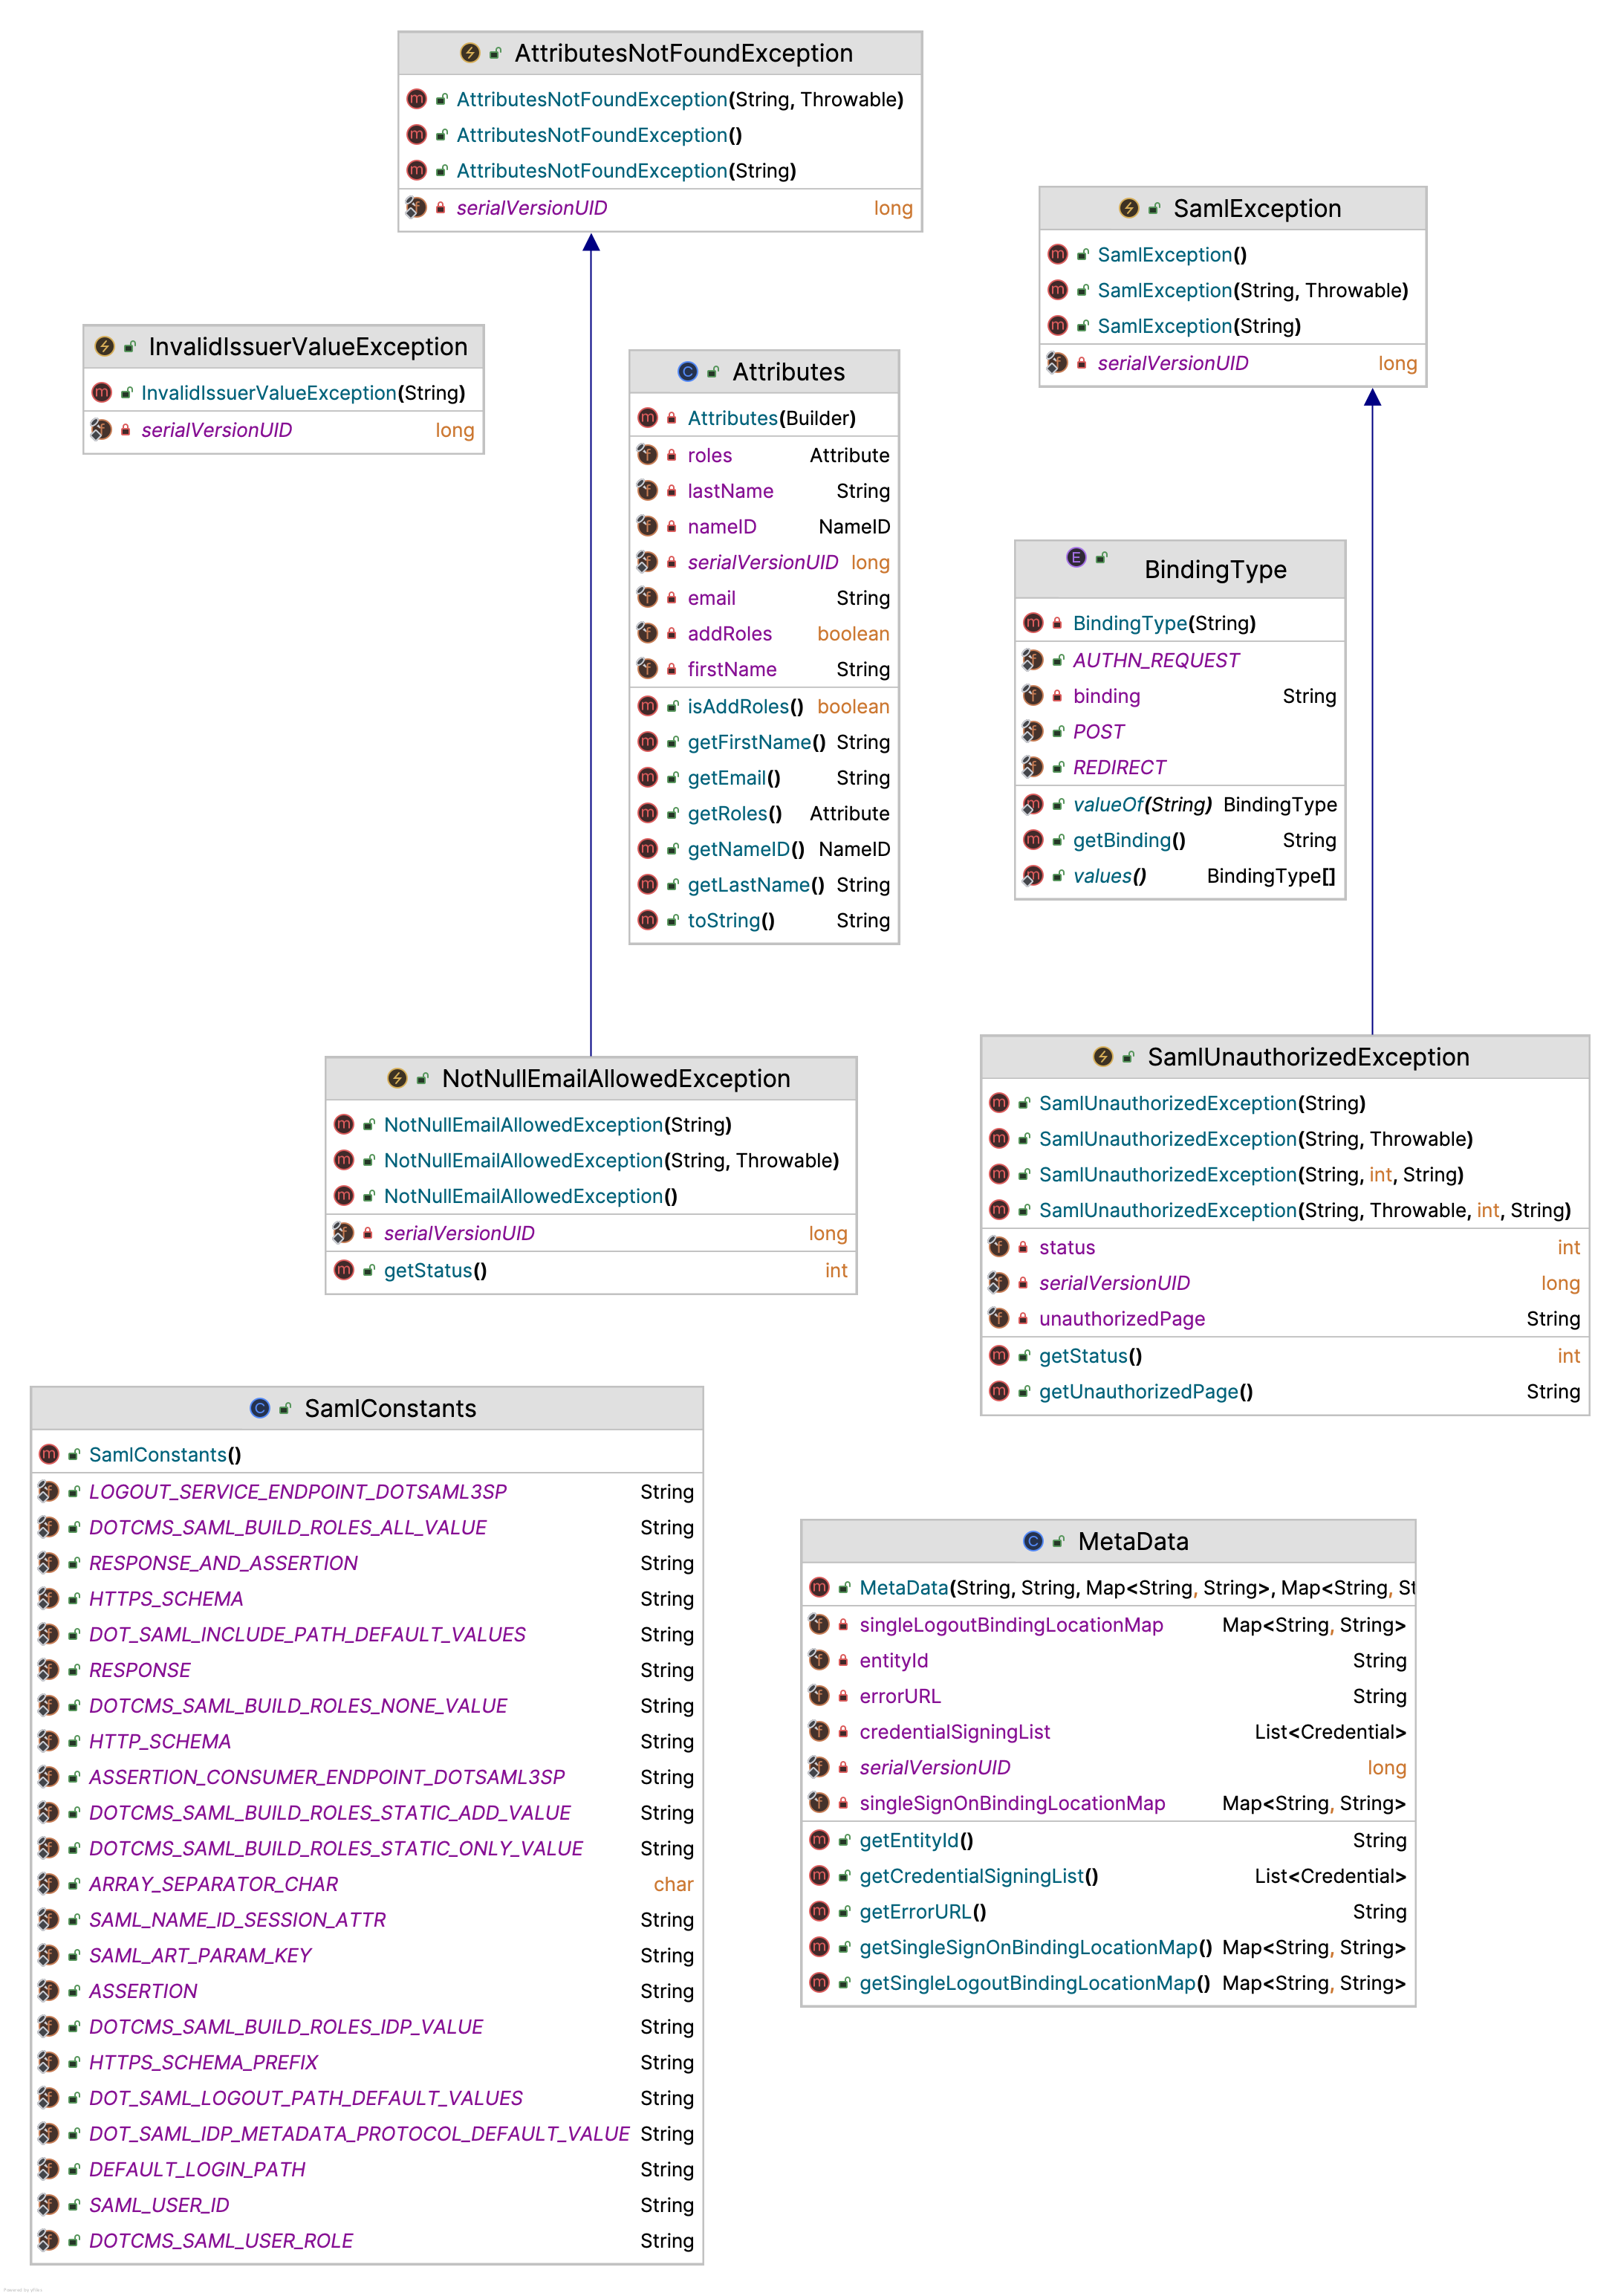 AttributesNotFoundException
AttributesNotFoundException(String, Throwable)
AttributesNotFoundException()
AttributesNotFoundException(String)
serialVersionUID long
SamlException
SamlException()
SamlException(String, Throwable)
SamlException(String)
serialVersionUID long
InvalidIssuerValueException
InvalidIssuerValueException(String)
serialVersionUID long
Attributes
Attributes(Builder)
roles Attribute
lastName String
nameID NameID
serialVersionUID long
email String
addRoles boolean
firstName String
isAddRoles() boolean
getFirstName() String
getEmail() String
getRoles() Attribute
getNameID() NameID
getLastName() String
toString() String
BindingType
BindingType(String)
AUTHN_REQUEST
binding String
POST
REDIRECT
valueOf(String) BindingType
getBinding() String
values() BindingType[]
NotNullEmailAllowedException
NotNullEmailAllowedException(String)
NotNullEmailAllowedException(String, Throwable)
NotNullEmailAllowedException()
serialVersionUID long
getStatus() int
SamlUnauthorizedException
SamlUnauthorizedException(String)
SamlUnauthorizedException(String, Throwable)
SamlUnauthorizedException(String, int, String)
SamlUnauthorizedException(String, Throwable, int, String)
status int
serialVersionUID long
unauthorizedPage String
getStatus() int
getUnauthorizedPage() String
SamlConstants
SamlConstants()
LOGOUT_SERVICE_ENDPOINT_DOTSAML3SP String
DOTCMS_SAML_BUILD_ROLES_ALL_VALUE String
RESPONSE_AND_ASSERTION String
HTTPS_SCHEMA String
DOT_SAML_INCLUDE_PATH_DEFAULT_VALUES String
RESPONSE String
DOTCMS_SAML_BUILD_ROLES_NONE_VALUE String
HTTP_SCHEMA String
ASSERTION_CONSUMER_ENDPOINT_DOTSAML3SP String
DOTCMS_SAML_BUILD_ROLES_STATIC_ADD_VALUE String
DOTCMS_SAML_BUILD_ROLES_STATIC_ONLY_VALUE String
ARRAY_SEPARATOR_CHAR char
SAML_NAME_ID_SESSION_ATTR String
SAML_ART_PARAM_KEY String
ASSERTION String
DOTCMS_SAML_BUILD_ROLES_IDP_VALUE String
HTTPS_SCHEMA_PREFIX String
DOT_SAML_LOGOUT_PATH_DEFAULT_VALUES String
DOT_SAML_IDP_METADATA_PROTOCOL_DEFAULT_VALUE String
DEFAULT_LOGIN_PATH String
SAML_USER_ID String
DOTCMS_SAML_USER_ROLE String
MetaData
MetaData(String, String, Map<String, String>, Map<String, St
singleLogoutBindingLocationMap Map<String, String>
entityId String
errorURL String
credentialSigningList List<Credential>
serialVersionUID long
singleSignOnBindingLocationMap Map<String, String>
getEntityId() String
getCredentialSigningList() List<Credential>
getErrorURL() String
getSingleSignOnBindingLocationMap() Map<String, String>
getSingleLogoutBindingLocationMap() Map<String, String>